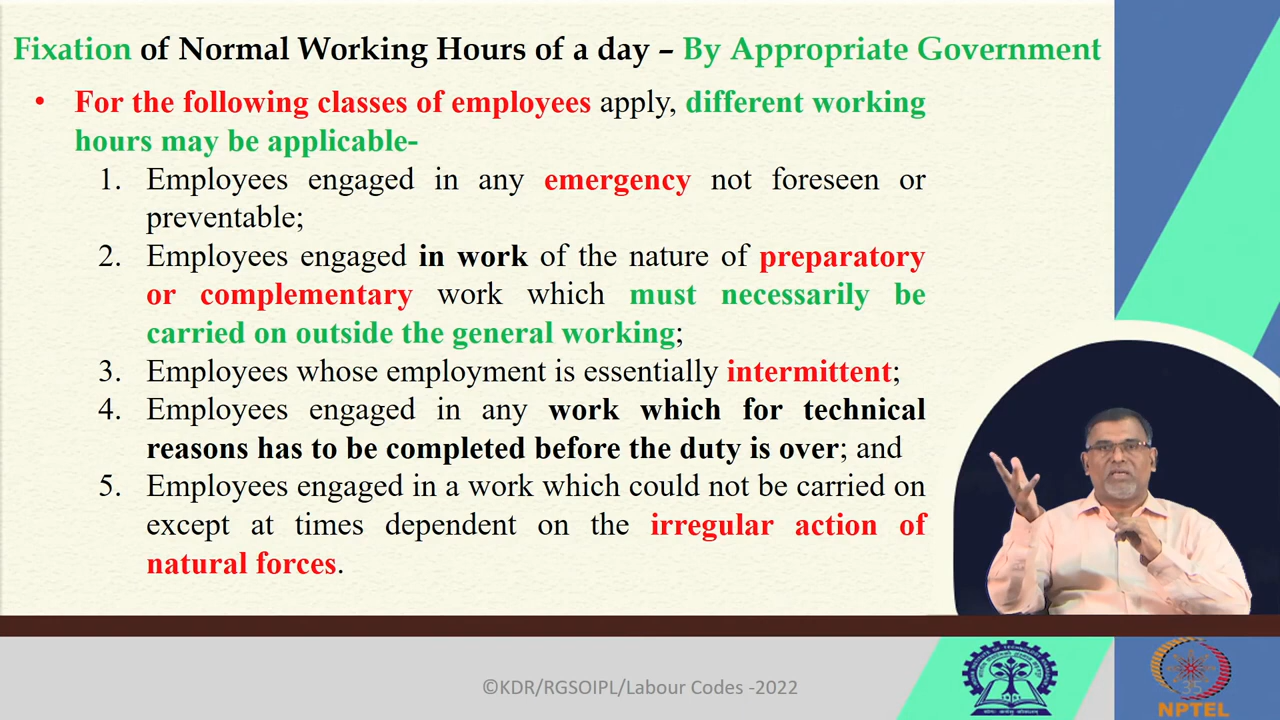 Fixation of Normal Working Hours of a day – By Appropriate Government
• For the following classes of employees apply, different working
hours may be applicable-
1. Employees engaged in any emergency not foreseen or
preventable;
2. Employees engaged in work of the nature of preparatory
or complementary work which must necessarily be
carried on outside the general working;
3. Employees whose employment is essentially intermittent;
4. Employees engaged in any work which for technical
reasons has to be completed before the duty is over; and
5. Employees engaged in a work which could not be carried on
except at times dependent on the irregular action of
natural forces.
©KDR/RGSOIPL/Labour Codes -2022
35
NPTEL